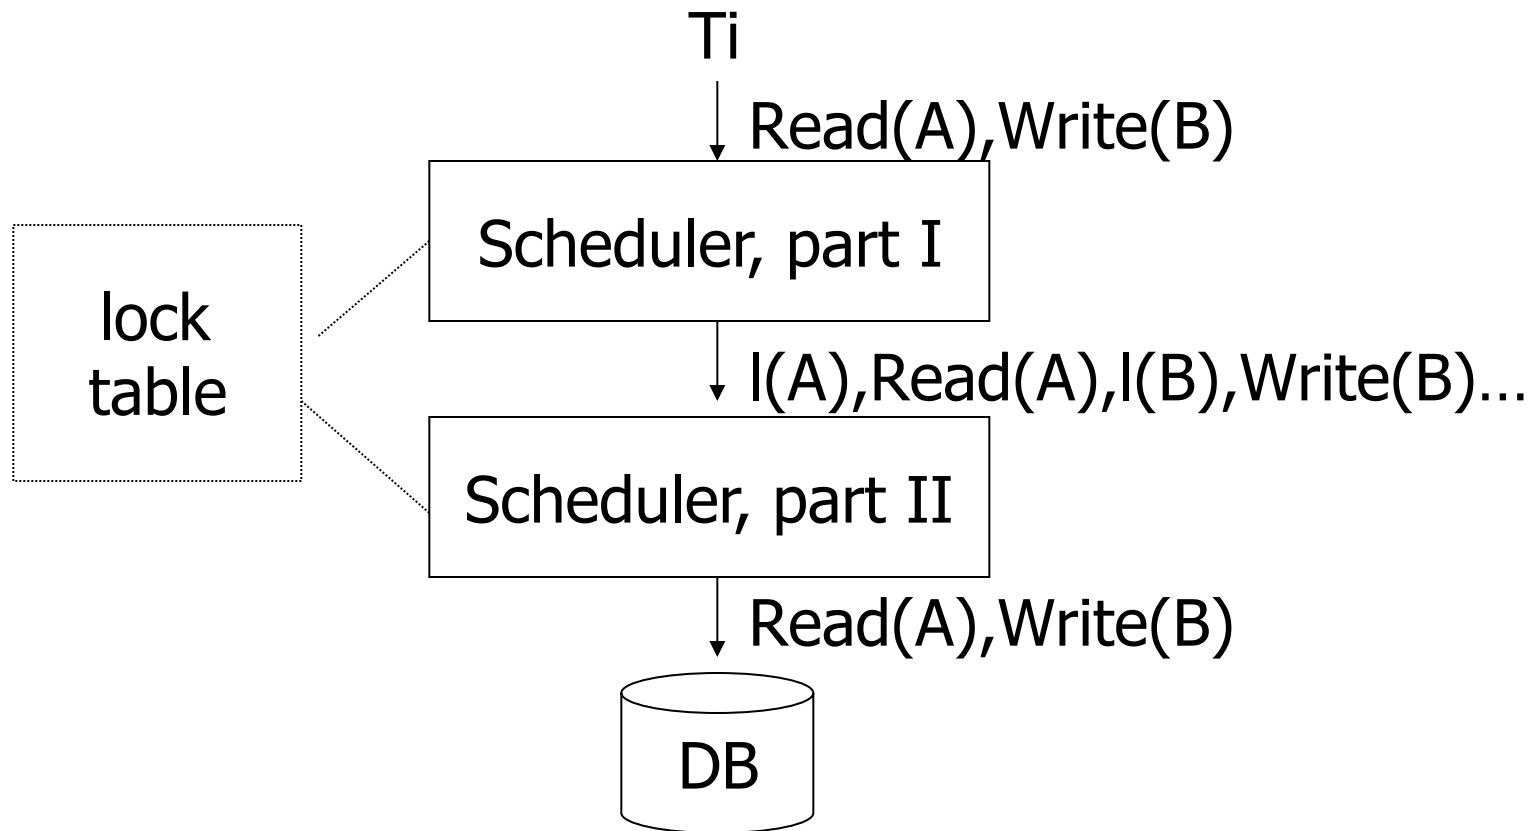 Ti
Read(A),Write(B)
Scheduler, part I
lock
table
l(A),Read(A),l(B),Write(B)…
Scheduler, part II
Read(A),Write(B)
DB